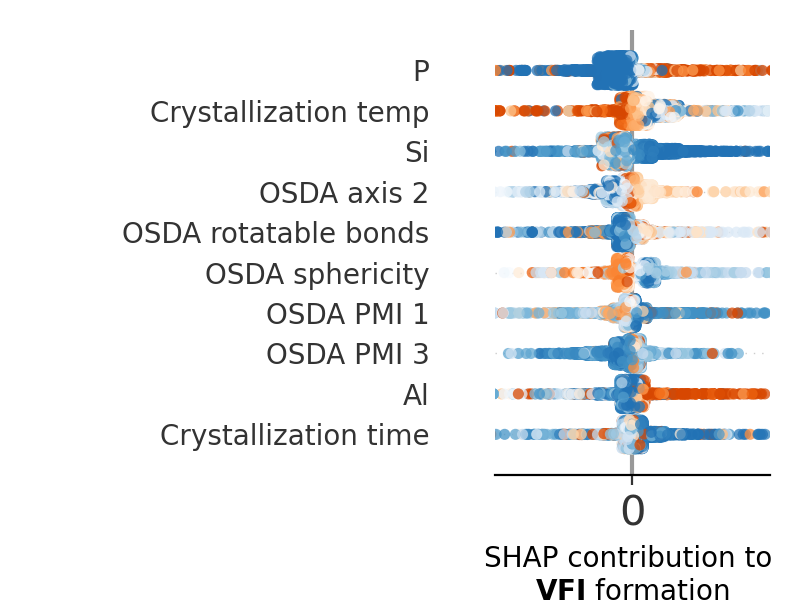 P
Crystallization temp
Si
OSDA axis 2
OSDA rotatable bonds
OSDA sphericity
OSDA PMI 1
OSDA PMI 3
Al
Crystallization time
0
SHAP contribution to
VFI formation